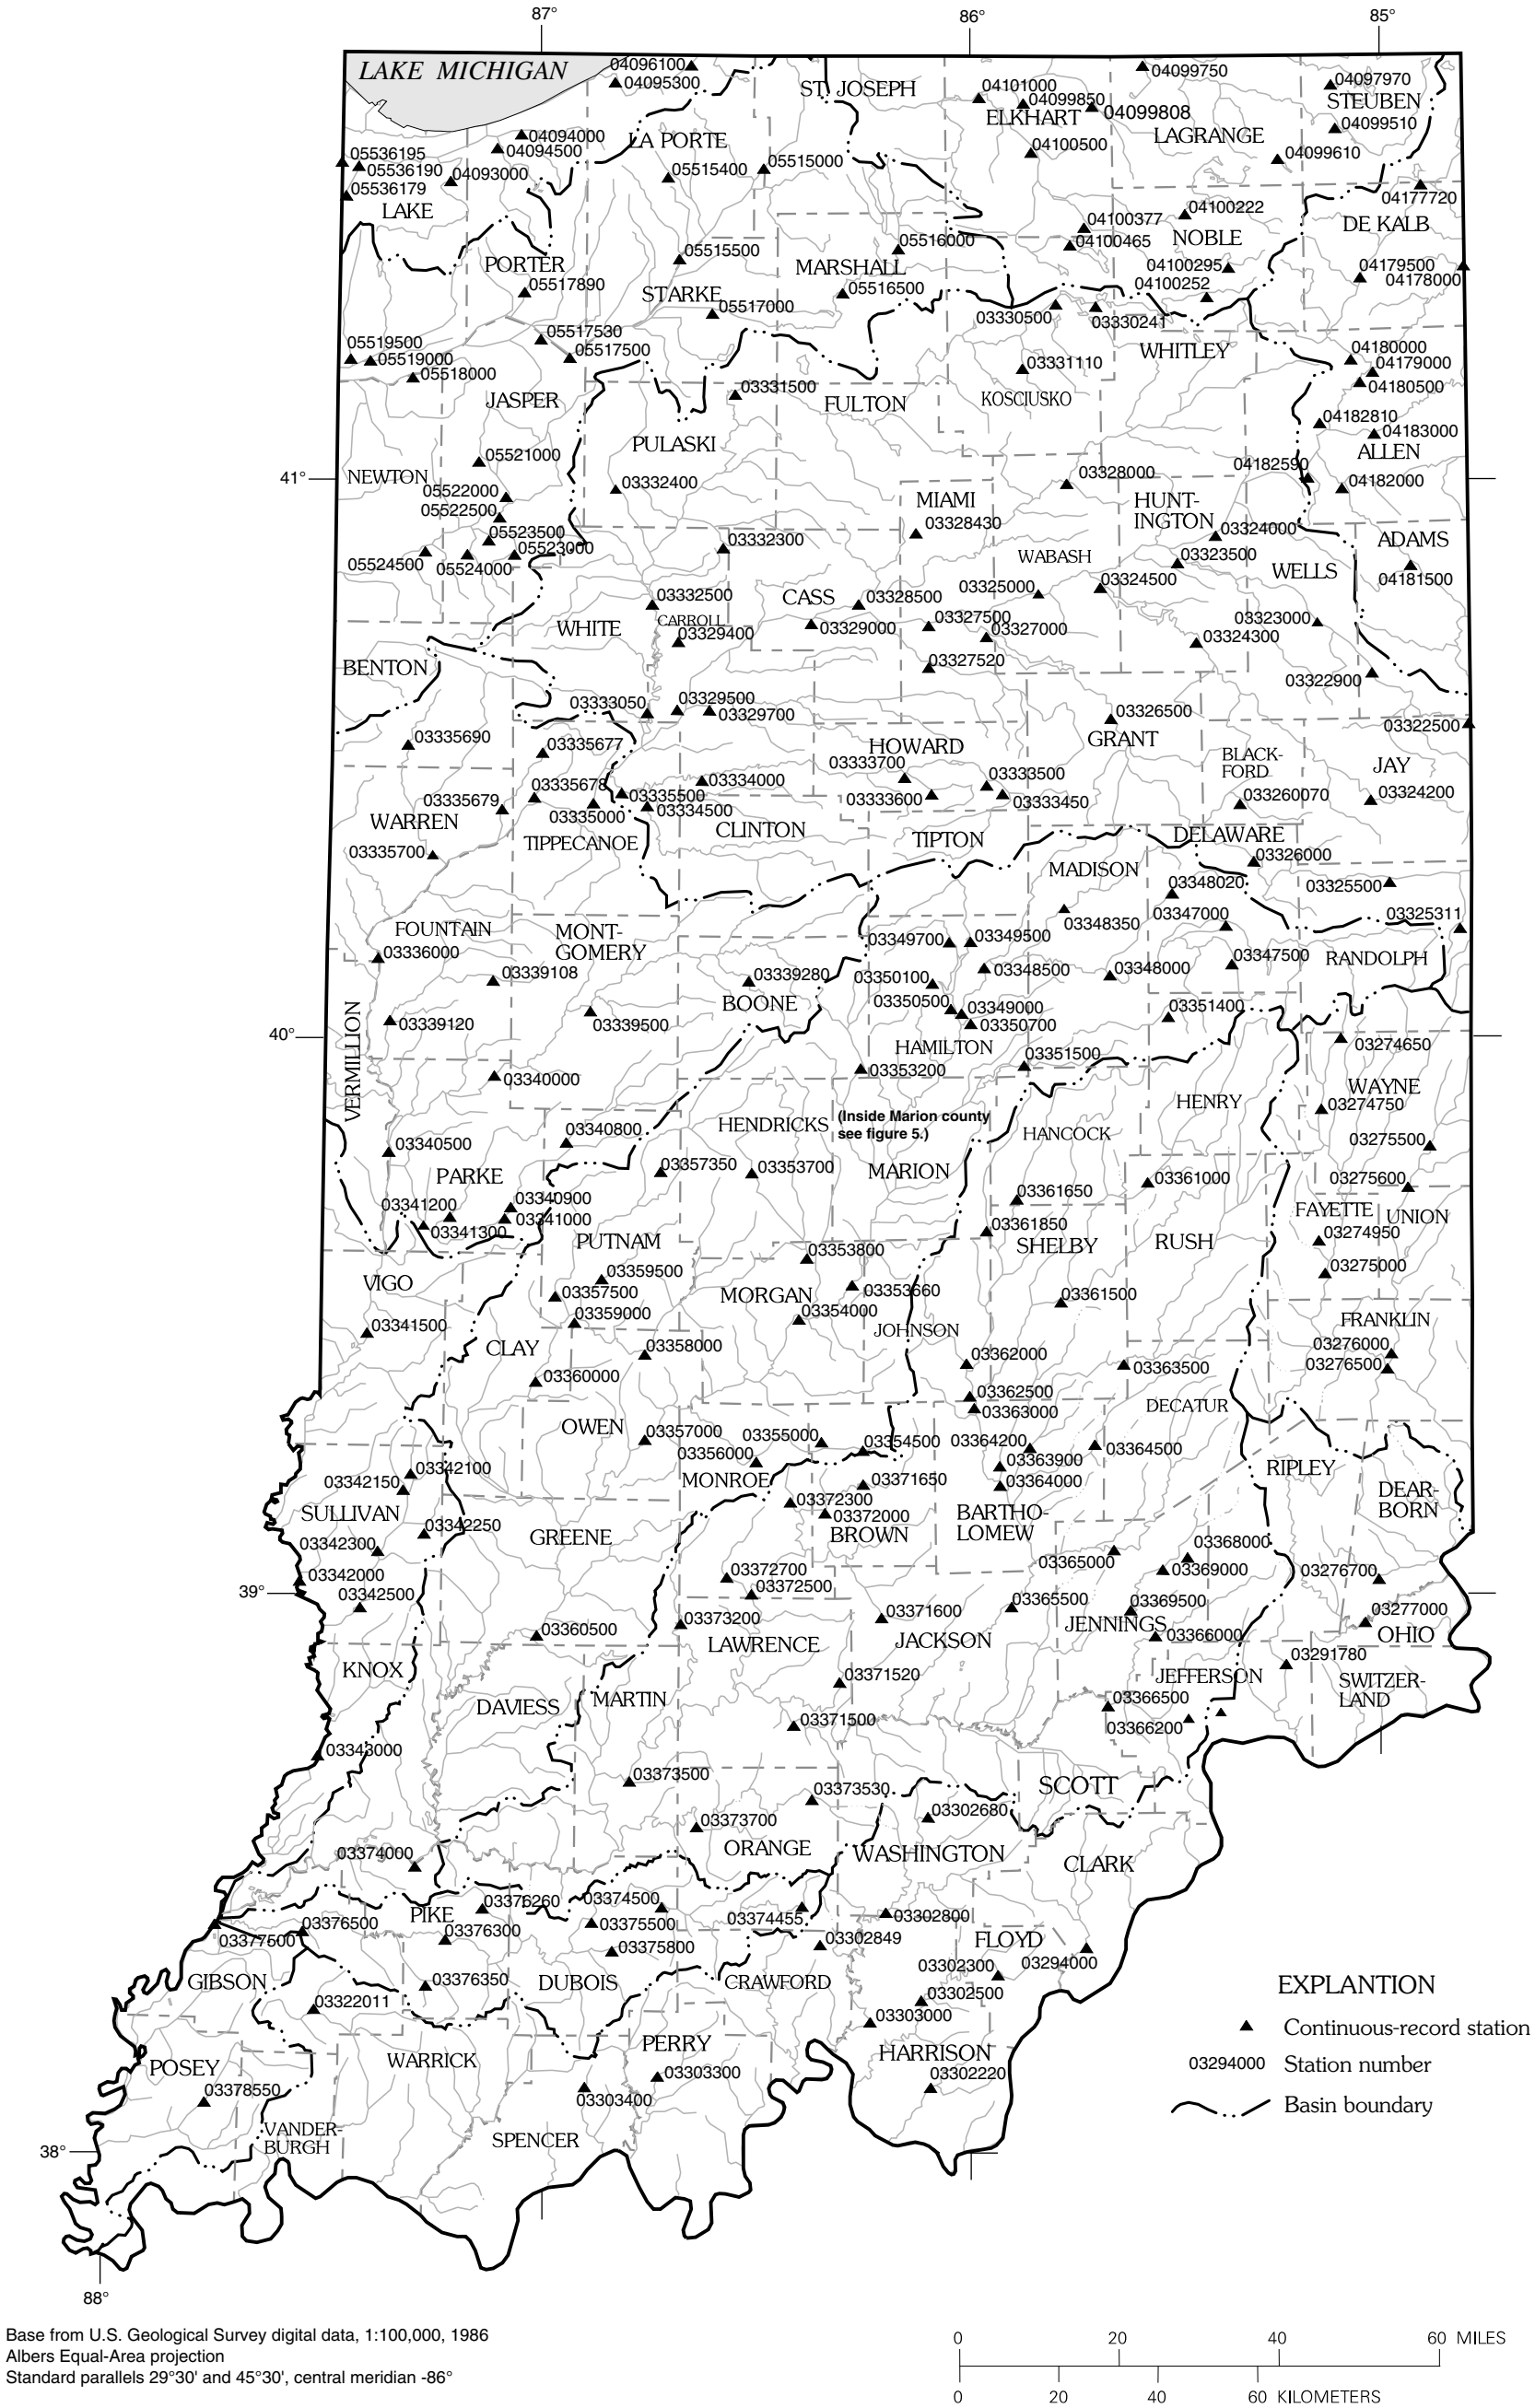 87°
86°
85°
LAKE MICHIGAN
04096100
04095300
ST. JOSEPH
04101000
04099850
ELKHART
04099750
04099808
LAGRANGE
04097970
STEUBEN
04099510
04094000
04094500
LA PORTE
04100500
04099610
05536195
05536190
05536179
04093000
LAKE
05515400
05515000
04177720
04100222
04100377
04100465
NOBLE
DE KALB
05515500
05516000
PORTER
MARSHALL
04100295
04100252
04179500
04178000
05517890
STARKE
05516500
05517000
03330500
03330241
05517530
05517500
05519500
05519000
05518000
WHITLEY
04180000
04179000
04180500
03331110
03331500
JASPER
FULTON
KOSCIUSKO
04182810
04183000
ALLEN
PULASKI
05521000
41°
NEWTON
03332400
03328000
04182590
04182000
05522000
05522500
MIAMI
HUNT-
INGTON
03328430
03324000
05523500
05523000
03332300
WABASH
03323500
ADAMS
05524500
05524000
WELLS
04181500
03325000
03324500
03332500
CASS
03328500
CARROLL
WHITE
03329400
03329000
03327500
03327000
03323000
03324300
BENTON
03327520
03322900
03333050
03329500
03329700
03326500
03322500
03335690
03335677
HOWARD
GRANT
03333700
BLACK-
FORD
JAY
03334000
03333500
03335678
03335500
03333600
03333450
03335679
03335000
03334500
033260070
03324200
WARREN
TIPPECANOE
CLINTON
TIPTON
DELAWARE
03335700
MADISON
03326000
03348020
03325500
03348350
03347000
03325311
FOUNTAIN
MONT-
GOMERY
03349700
03349500
03336000
03339108
03339280
03350100
03348500
03348000
03347500
RANDOLPH
BOONE
03350500
03349000
03350700
03351400
VERMILLION
03339120
03339500
40°
HAMILTON
03274650
03353200
03351500
03340000
WAYNE
HENRY
03274750
HENDRICKS
(Inside Marion county
see figure 5.)
HANCOCK
03340800
03275500
03340500
03357350
03353700
MARION
PARKE
03361000
03275600
03341200
03340900
03361650
03341300
03341000
FAYETTE
UNION
PUTNAM
03361850
SHELBY
RUSH
03274950
03353800
VIGO
03359500
03275000
03357500
MORGAN
03353660
03361500
03359000
03354000
FRANKLIN
03341500
JOHNSON
CLAY
03358000
03276000
03276500
03362000
03363500
03360000
03362500
03363000
DECATUR
OWEN
03357000
03355000
03354500
03364200
03364500
03356000
03363900
MONROE
03364000
RIPLEY
03342100
03342150
03371650
DEAR-
BORN
SULLIVAN
03372300
03372000
BARTHO-
LOMEW
03342250
GREENE
BROWN
03342300
03365000
03368000
03369000
03276700
03372700
03372500
39°
03342000
03342500
03365500
03369500
03277000
03373200
03371600
JENNINGS
OHIO
03360500
LAWRENCE
JACKSON
03366000
KNOX
03291780
03371520
JEFFERSON
SWITZER-
LAND
DAVIESS
MARTIN
03366500
03366200
03371500
03343000
03373500
SCOTT
03373530
03302680
03373700
ORANGE
WASHINGTON
03374000
CLARK
PIKE
03376260
03374500
03376500
03377500
03376300
03375500
03374455
03302800
03375800
03302849
FLOYD
03302300
03294000
GIBSON
03376350
DUBOIS
CRAWFORD
03322011
03302500
03303000
EXPLANTION
Continuous-record station
03294000 Station number
Basin boundary
PERRY
HARRISON
POSEY
WARRICK
03303300
03302220
03378550
03303400
VANDER-
BURGH
SPENCER
38°
88°
Base from U.S. Geological Survey digital data, 1:100,000, 1986
Albers Equal-Area projection
Standard parallels 29°30' and 45°30', central meridian -86°
0 20 40 60 MILES
0 20 40 60 KILOMETERS